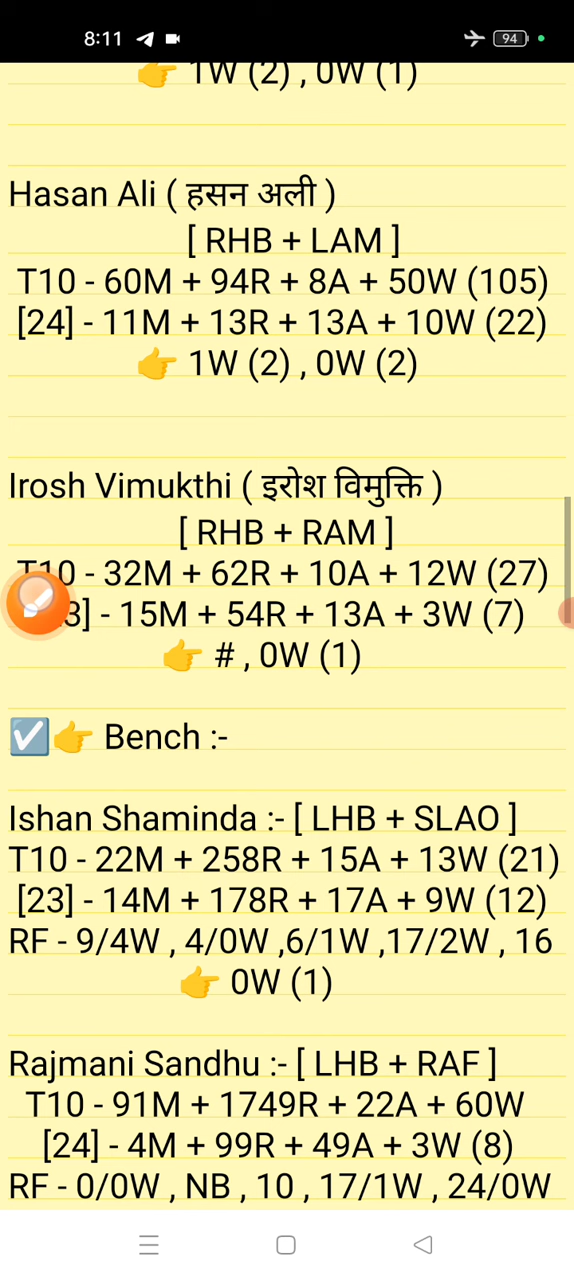 8:11 94
👉 1W (2) , 0W (1)
Hasan Ali ( हसन अली )
[ RHB + LAM ]
T10 - 60M + 94R + 8A + 50W (105)
[24] - 11M + 13R + 13A + 10W (22)
👉 1W (2) , 0W (2)
Irosh Vimukthi ( इरोश विमुक्ति )
[ RHB + RAM ]
T10 - 32M + 62R + 10A + 12W (27)
3] - 15M + 54R + 13A + 3W (7)
👉 # , 0W (1)
☑️👉 Bench :-
Ishan Shaminda :- [ LHB + SLAO ]
T10 - 22M + 258R + 15A + 13W (21)
[23] - 14M + 178R + 17A + 9W (12)
RF - 9/4W , 4/0W ,6/1W ,17/2W , 16
👉 0W (1)
Rajmani Sandhu :- [ LHB + RAF ]
T10 - 91M + 1749R + 22A + 60W
[24] - 4M + 99R + 49A + 3W (8)
RF - 0/0W , NB , 10 , 17/1W , 24/0W